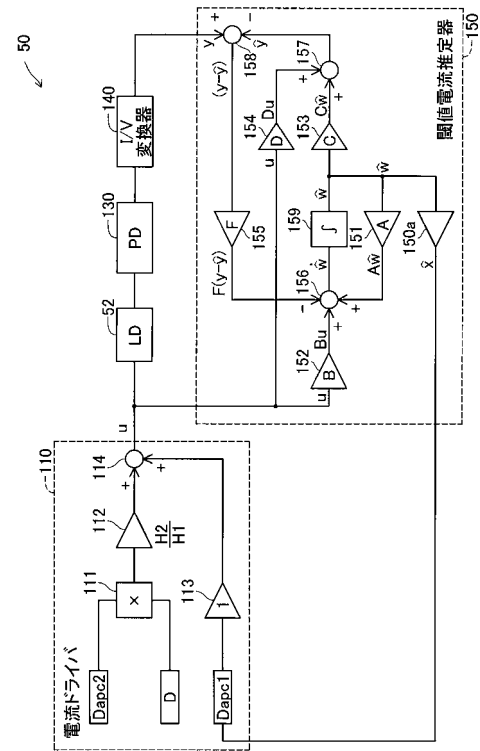 50
110
電流ドライバ
Dapc2
D
Dapc1
111
×
112
H2
H1
113
1
114
+
+
u
52
LD
130
PD
140
I/V
変換器
y
+
−
ŷ
158
(y-ŷ)
F
155
F(y-ŷ)
D
154
Du
u
157
+
+
Cŵ
C
153
ŵ
159
∫
ẇ̂
156
−
+
+
Bu
B
152
u
A
151
Aŵ
ŵ
150a
x̂
150
閾値電流推定器